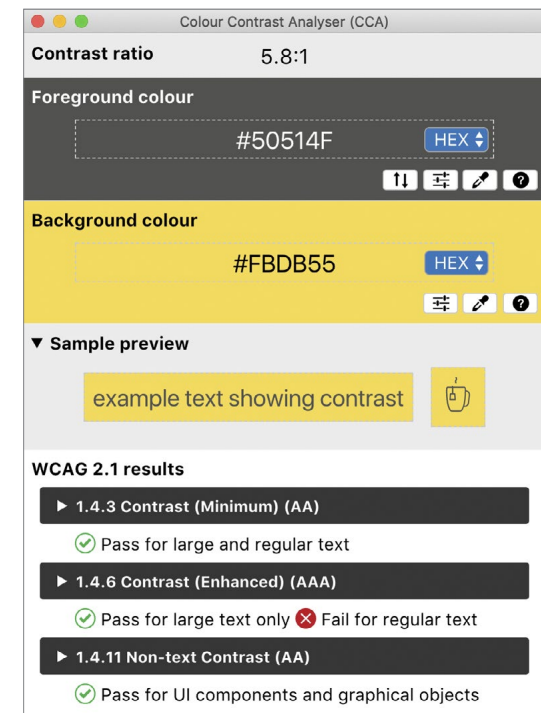 Colour Contrast Analyser (CCA)
Contrast ratio 5.8:1
Foreground colour
#50514F HEX
Background colour
#FBDB55 HEX
▼ Sample preview
example text showing contrast
WCAG 2.1 results
▶ 1.4.3 Contrast (Minimum) (AA)
Pass for large and regular text
▶ 1.4.6 Contrast (Enhanced) (AAA)
Pass for large text only Fail for regular text
▶ 1.4.11 Non-text Contrast (AA)
Pass for UI components and graphical objects